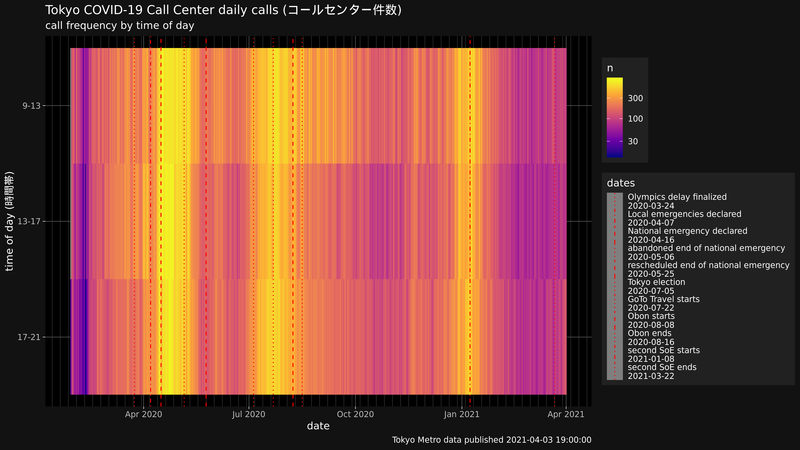 Tokyo COVID-19 Call Center daily calls (コールセンター件数)
call frequency by time of day
time of day (時間帯)
9-13
13-17
17-21
Apr 2020
Jul 2020
Oct 2020
Jan 2021
Apr 2021
date
Tokyo Metro data published 2021-04-03 19:00:00
n
300
100
30
dates
Olympics delay finalized
2020-03-24
Local emergencies declared
2020-04-07
National emergency declared
2020-04-16
abandoned end of national emergency
2020-05-06
rescheduled end of national emergency
2020-05-25
Tokyo election
2020-07-05
GoTo Travel starts
2020-07-22
Obon starts
2020-08-08
Obon ends
2020-08-16
second SoE starts
2021-01-08
second SoE ends
2021-03-22